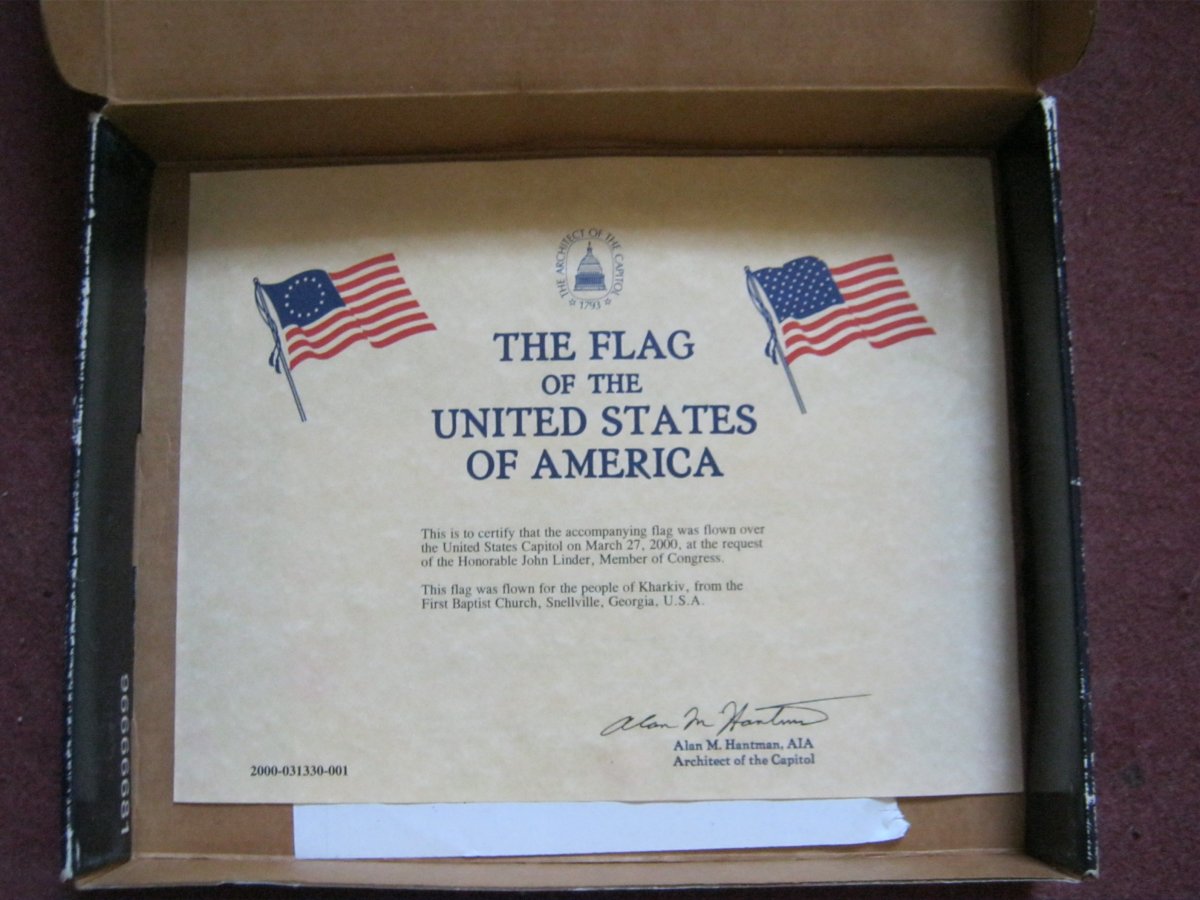 THE ARCHITECT OF THE CAPITOL
1793
THE FLAG
OF THE
UNITED STATES
OF AMERICA
This is to certify that the accompanying flag was flown over
the United States Capitol on March 27, 2000, at the request
of the Honorable John Linder, Member of Congress.
This flag was flown for the people of Kharkiv, from the
First Baptist Church, Snellville, Georgia, U.S.A.
Alan M Hantman
Alan M. Hantman, AIA
Architect of the Capitol
2000-031330-001